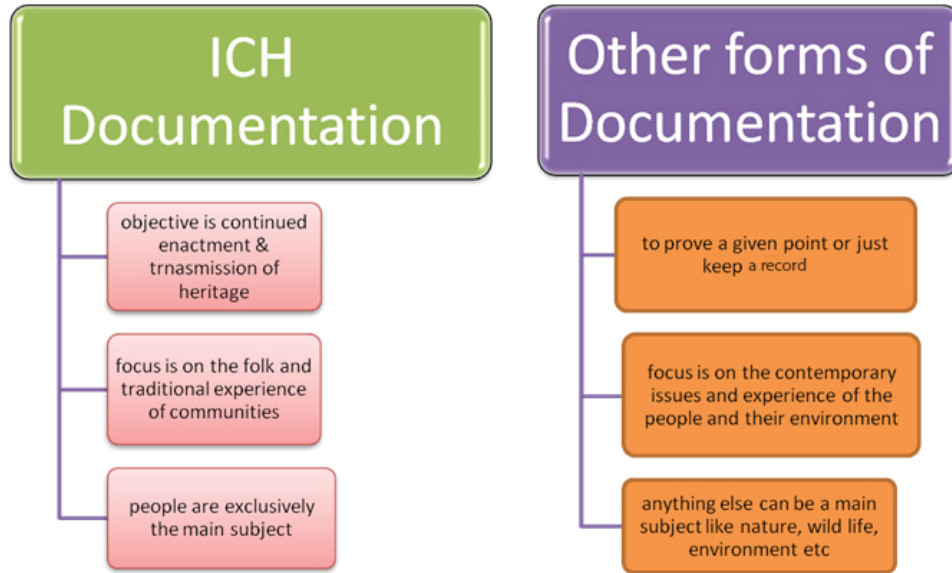 ICH
Documentation
objective is continued
enactment &
trnasmission of
heritage
focus is on the folk and
traditional experience
of communities
people are exclusively
the main subject
Other forms of
Documentation
to prove a given point or just
keep a record
focus is on the contemporary
issues and experience of the
people and their environment
anything else can be a main
subject like nature, wild life,
environment etc